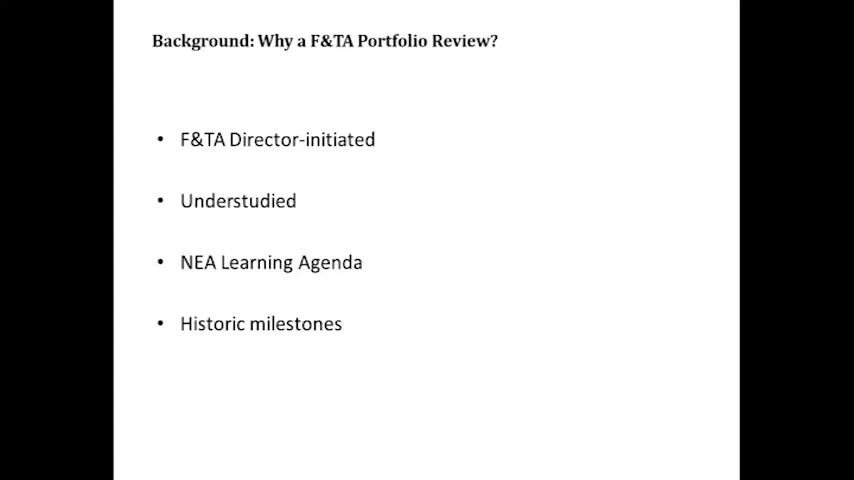 Background: Why a F&TA Portfolio Review?
• F&TA Director-initiated
• Understudied
• NEA Learning Agenda
• Historic milestones